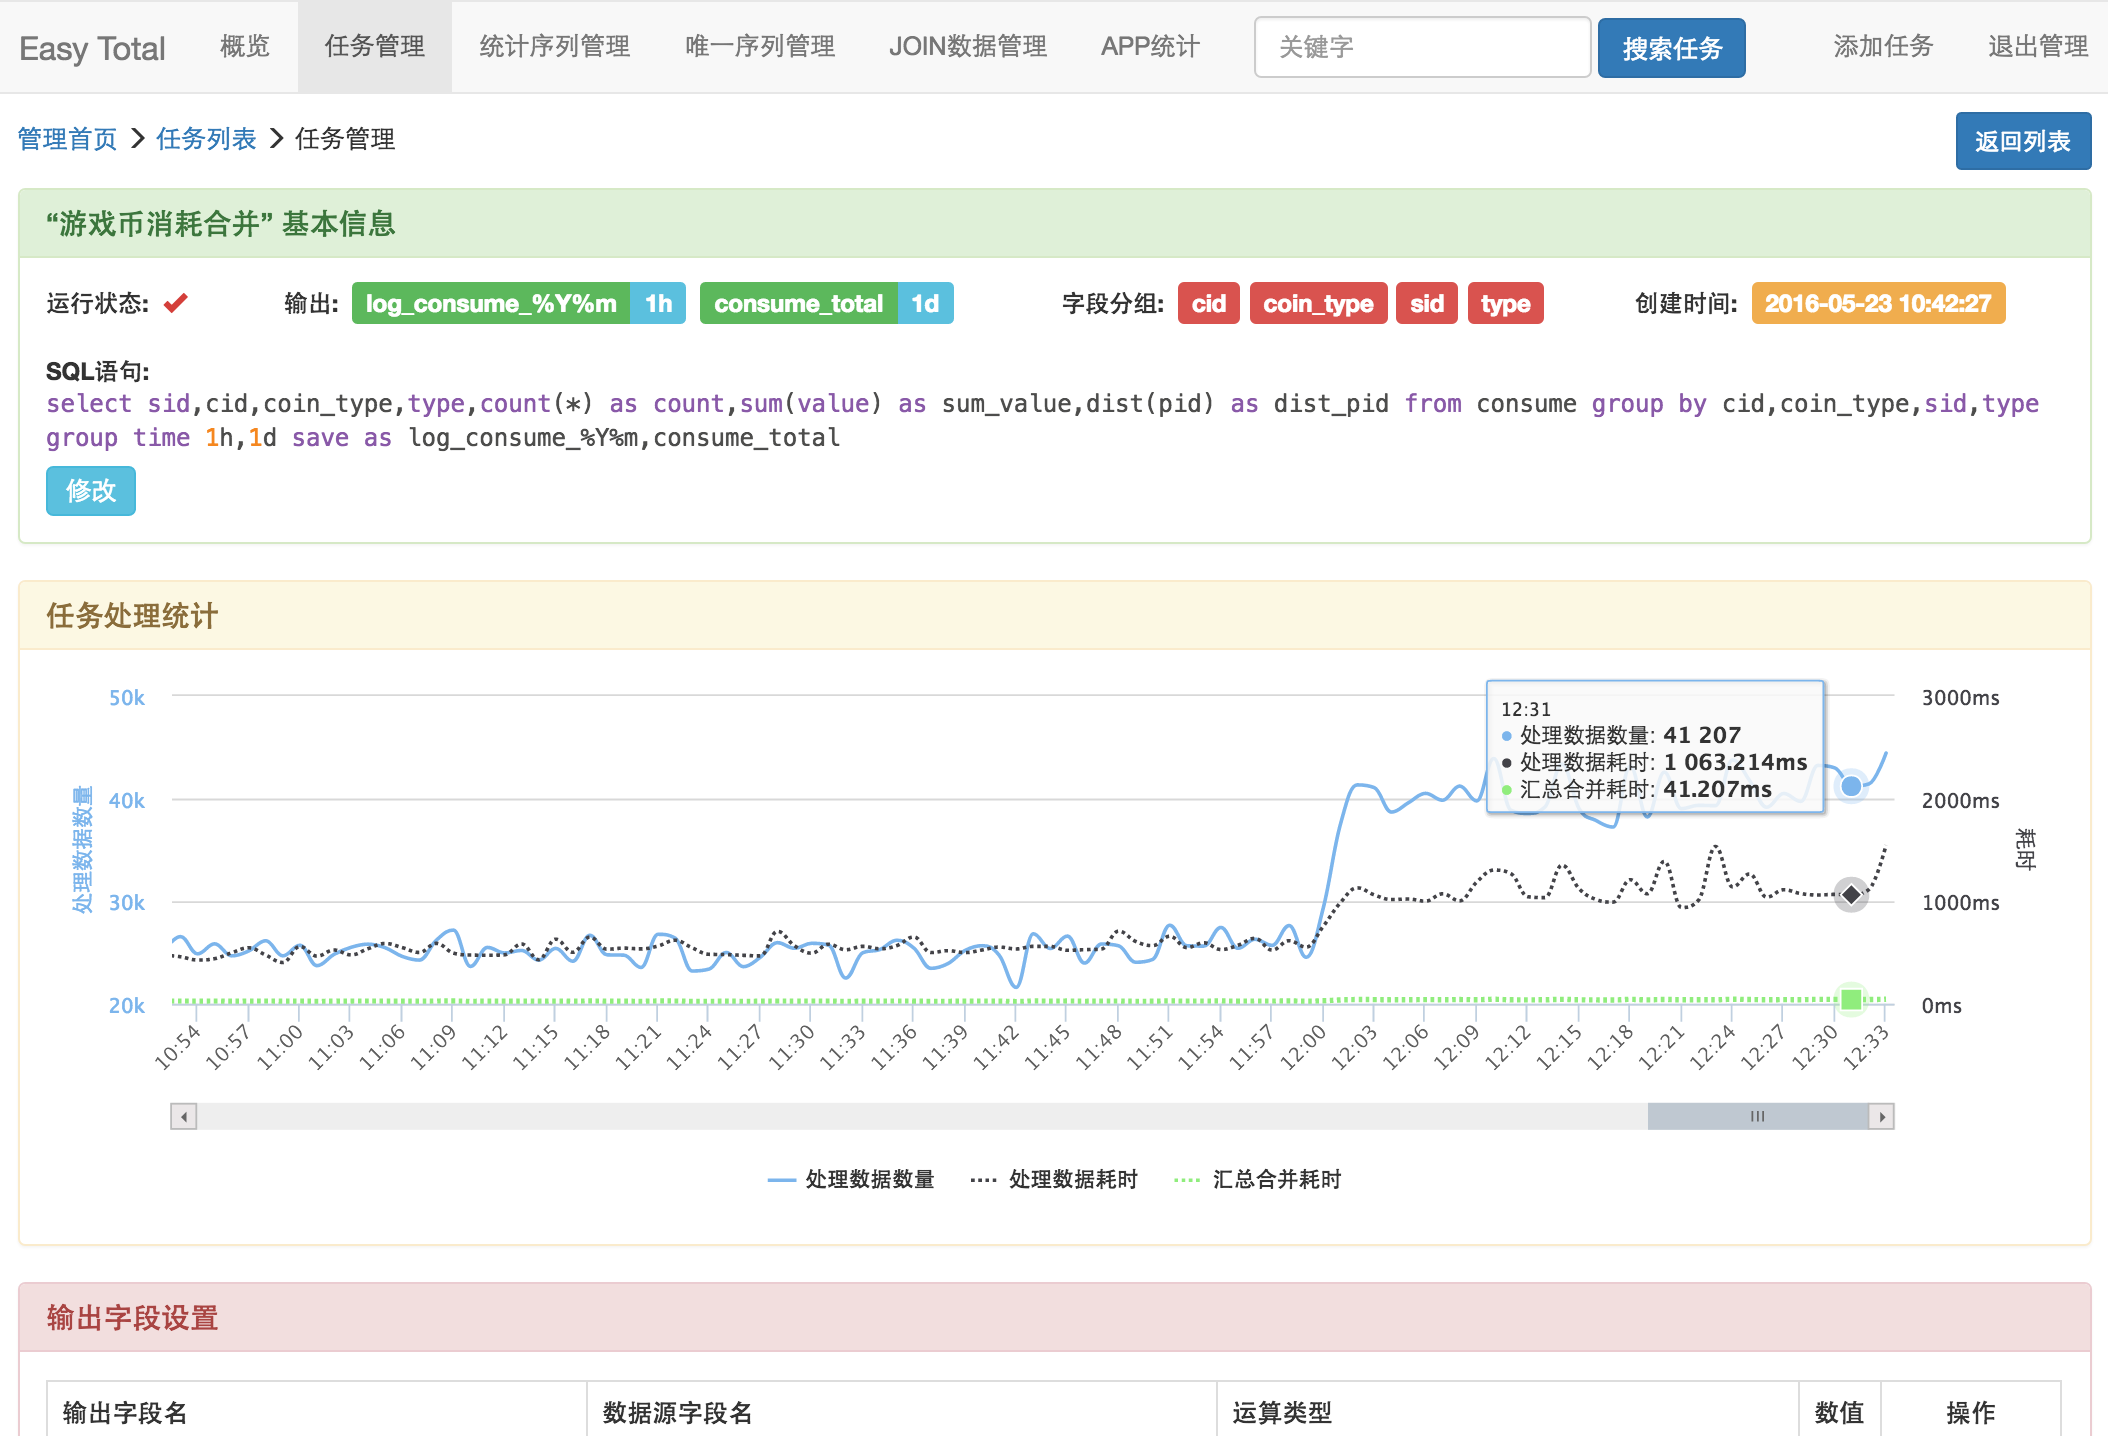 Easy Total 概览 任务管理 统计序列管理 唯一序列管理 JOIN数据管理 APP统计 关键字 搜索任务 添加任务 退出管理
管理首页 任务列表 任务管理 返回列表
“游戏币消耗合并” 基本信息
运行状态: 输出: log_consume_%Y%m 1h consume_total 1d 字段分组: cid coin_type sid type 创建时间: 2016-05-23 10:42:27
SQL语句:
select sid,cid,coin_type,type,count(*) as count,sum(value) as sum_value,dist(pid) as dist_pid from consume group by cid,coin_type,sid,type
group time 1h,1d save as log_consume_%Y%m,consume_total
修改
任务处理统计
50k 3000ms
12:31
处理数据数量: 41 207
处理数据耗时: 1 063.214ms
汇总合并耗时: 41.207ms
40k 2000ms
处理数据数量
耗时
30k 1000ms
20k 0ms
10:54 10:57 11:00 11:03 11:06 11:09 11:12 11:15 11:18 11:21 11:24 11:27 11:30 11:33 11:36 11:39 11:42 11:45 11:48 11:51 11:54 11:57 12:00 12:03 12:06 12:09 12:12 12:15 12:18 12:21 12:24 12:27 12:30 12:33
处理数据数量 处理数据耗时 汇总合并耗时
输出字段设置
输出字段名 数据源字段名 运算类型 数值 操作